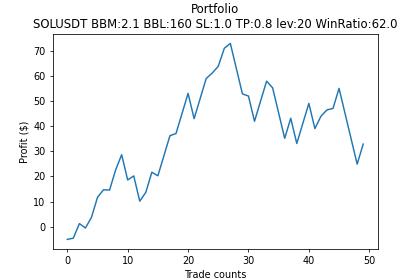 Portfolio
SOLUSDT BBM:2.1 BBL:160 SL:1.0 TP:0.8 lev:20 WinRatio:62.0
70
60
50
40
30
20
10
0
Profit ($)
0 10 20 30 40 50
Trade counts